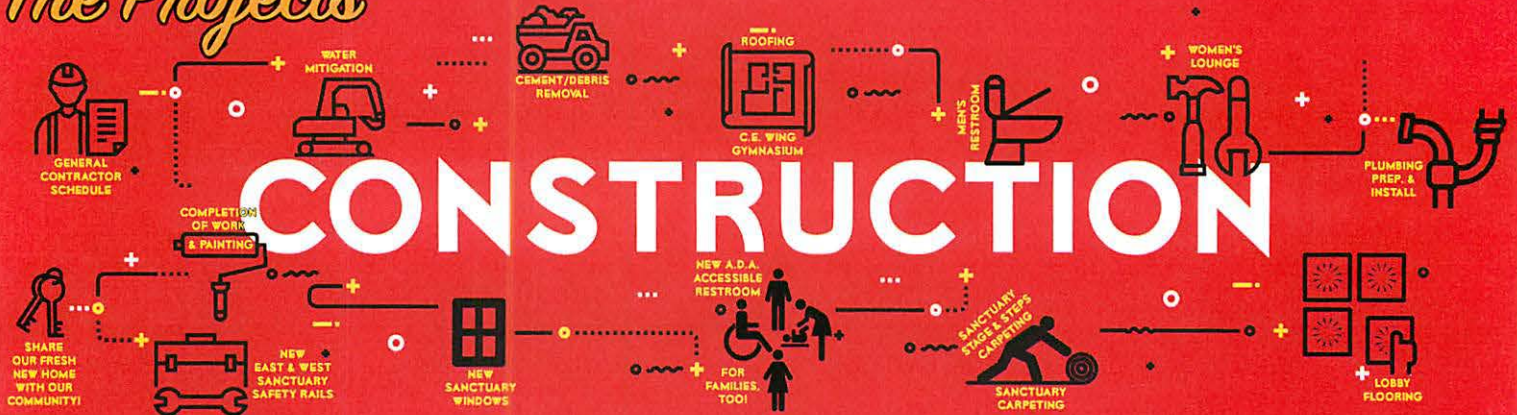 The Projects
GENERAL
CONTRACTOR
SCHEDULE
WATER
MITIGATION
CEMENT/DEBRIS
REMOVAL
ROOFING
C.E. WING
GYMNASIUM
MEN'S
RESTROOM
WOMEN'S
LOUNGE
PLUMBING
PREP. &
INSTALL
CONSTRUCTION
COMPLETION
OF WORK
& PAINTING
SHARE
OUR FRESH
NEW HOME
WITH OUR
COMMUNITY!
NEW
EAST & WEST
SANCTUARY
SAFETY RAILS
NEW
SANCTUARY
WINDOWS
NEW A.D.A.
ACCESSIBLE
RESTROOM
FOR
FAMILIES,
TOO!
SANCTUARY
STAGE & STEPS
CARPETING
SANCTUARY
CARPETING
LOBBY
FLOORING